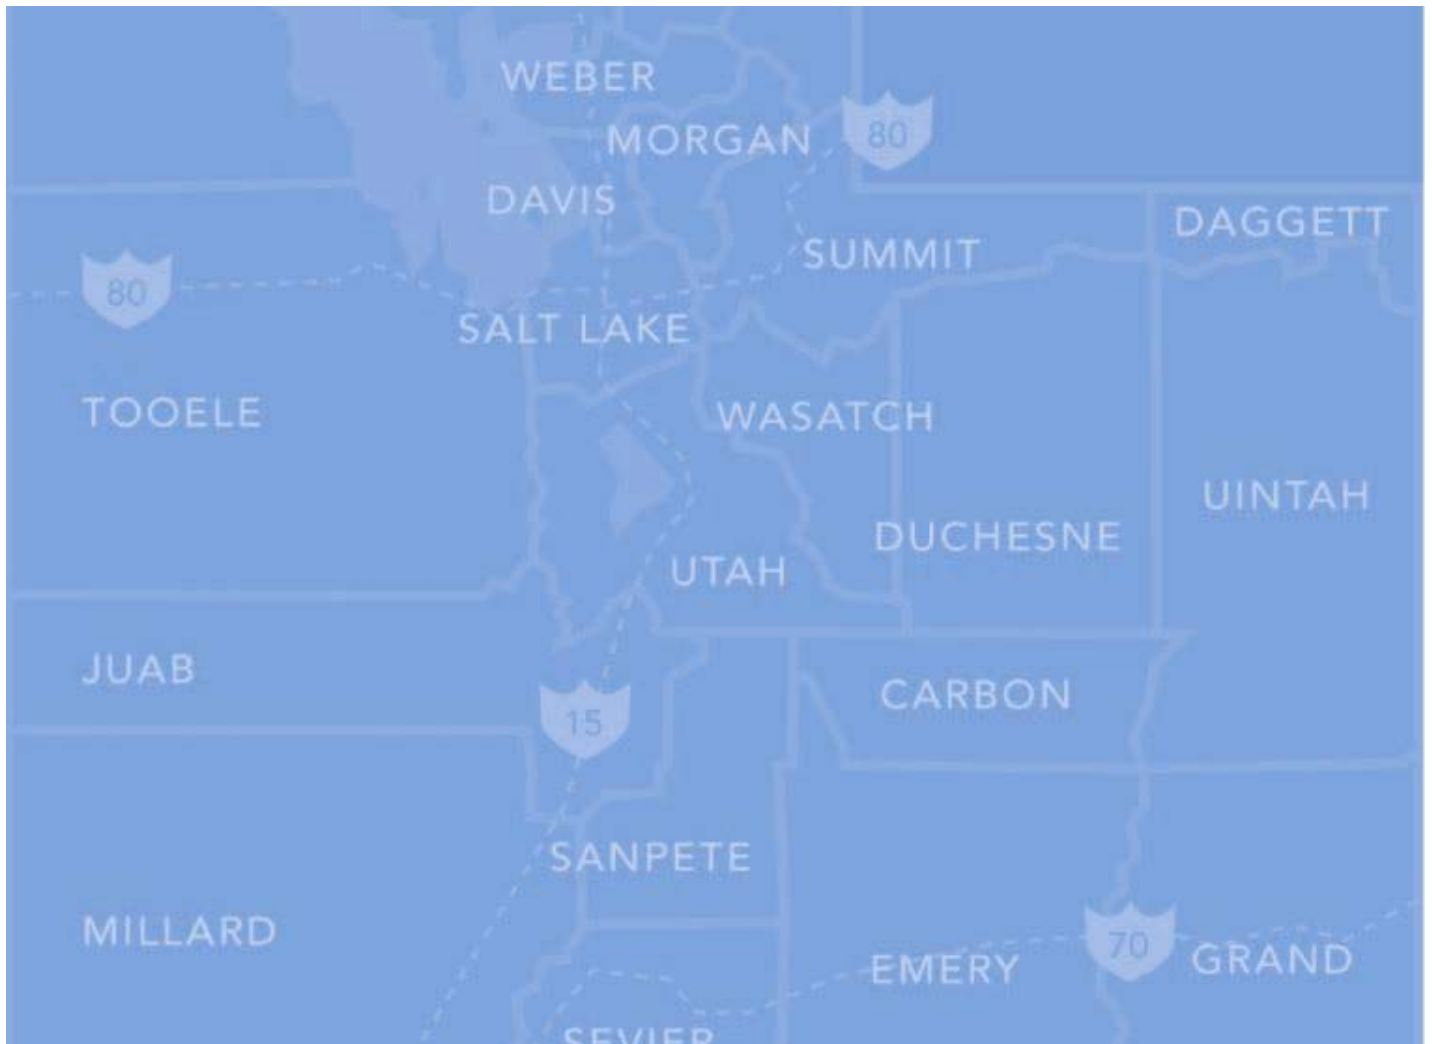 WEBER
MORGAN
80
DAVIS
DAGGETT
SUMMIT
80
SALT LAKE
TOOELE
WASATCH
UINTAH
DUCHESNE
UTAH
JUAB
CARBON
15
SANPETE
MILLARD
70
GRAND
EMERY
SEVIER